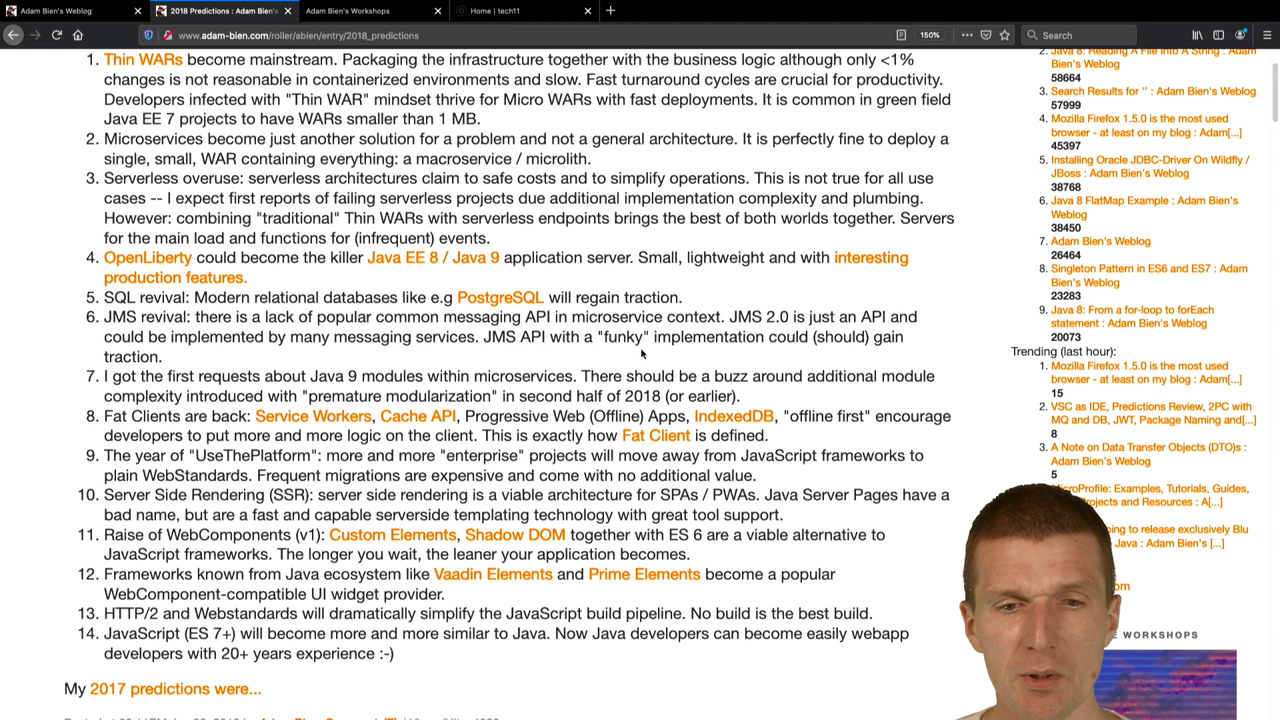 Adam Bien's Weblog
2018 Predictions : Adam Bien's
Adam Bien's Workshops
Home | tech11
www.adam-bien.com/roller/abien/entry/2018_predictions
150%
Search
1. Thin WARs become mainstream. Packaging the infrastructure together with the business logic although only <1%
changes is not reasonable in containerized environments and slow. Fast turnaround cycles are crucial for productivity.
Developers infected with "Thin WAR" mindset thrive for Micro WARs with fast deployments. It is common in green field
Java EE 7 projects to have WARs smaller than 1 MB.
2. Microservices become just another solution for a problem and not a general architecture. It is perfectly fine to deploy a
single, small, WAR containing everything: a macroservice / microlith.
3. Serverless overuse: serverless architectures claim to safe costs and to simplify operations. This is not true for all use
cases -- I expect first reports of failing serverless projects due additional implementation complexity and plumbing.
However: combining "traditional" Thin WARs with serverless endpoints brings the best of both worlds together. Servers
for the main load and functions for (infrequent) events.
4. OpenLiberty could become the killer Java EE 8 / Java 9 application server. Small, lightweight and with interesting
production features.
5. SQL revival: Modern relational databases like e.g PostgreSQL will regain traction.
6. JMS revival: there is a lack of popular common messaging API in microservice context. JMS 2.0 is just an API and
could be implemented by many messaging services. JMS API with a "funky" implementation could (should) gain
traction.
7. I got the first requests about Java 9 modules within microservices. There should be a buzz around additional module
complexity introduced with "premature modularization" in second half of 2018 (or earlier).
8. Fat Clients are back: Service Workers, Cache API, Progressive Web (Offline) Apps, IndexedDB, "offline first" encourage
developers to put more and more logic on the client. This is exactly how Fat Client is defined.
9. The year of "UseThePlatform": more and more "enterprise" projects will move away from JavaScript frameworks to
plain WebStandards. Frequent migrations are expensive and come with no additional value.
10. Server Side Rendering (SSR): server side rendering is a viable architecture for SPAs / PWAs. Java Server Pages have a
bad name, but are a fast and capable serverside templating technology with great tool support.
11. Raise of WebComponents (v1): Custom Elements, Shadow DOM together with ES 6 are a viable alternative to
JavaScript frameworks. The longer you wait, the leaner your application becomes.
12. Frameworks known from Java ecosystem like Vaadin Elements and Prime Elements become a popular
WebComponent-compatible UI widget provider.
13. HTTP/2 and Webstandards will dramatically simplify the JavaScript build pipeline. No build is the best build.
14. JavaScript (ES 7+) will become more and more similar to Java. Now Java developers can become easily webapp
developers with 20+ years experience :-)
My 2017 predictions were...
2. Java 8: Reading A File Into A String : Adam
Bien's Weblog
58664
3. Search Results for '' : Adam Bien's Weblog
57999
4. Mozilla Firefox 1.5.0 is the most used
browser - at least on my blog : Adam[...]
45397
5. Installing Oracle JDBC-Driver On Wildfly /
JBoss : Adam Bien's Weblog
38768
6. Java 8 FlatMap Example : Adam Bien's
Weblog
38450
7. Adam Bien's Weblog
26464
8. Singleton Pattern in ES6 and ES7 : Adam
Bien's Weblog
23283
9. Java 8: From a for-loop to forEach
statement : Adam Bien's Weblog
20073
Trending (last hour):
1. Mozilla Firefox 1.5.0 is the most used
browser - at least on my blog : Adam[...]
15
2. VSC as IDE, Predictions Review, 2PC with
MQ and DB, JWT, Package Naming and[...]
8
3. A Note on Data Transfer Objects (DTO)s :
Adam Bien's Weblog
5
MicroProfile: Examples, Tutorials, Guides,
Projects and Resources : A[...]
going to release exclusively Blu
Java : Adam Bien's [...]
om
WORKSHOPS